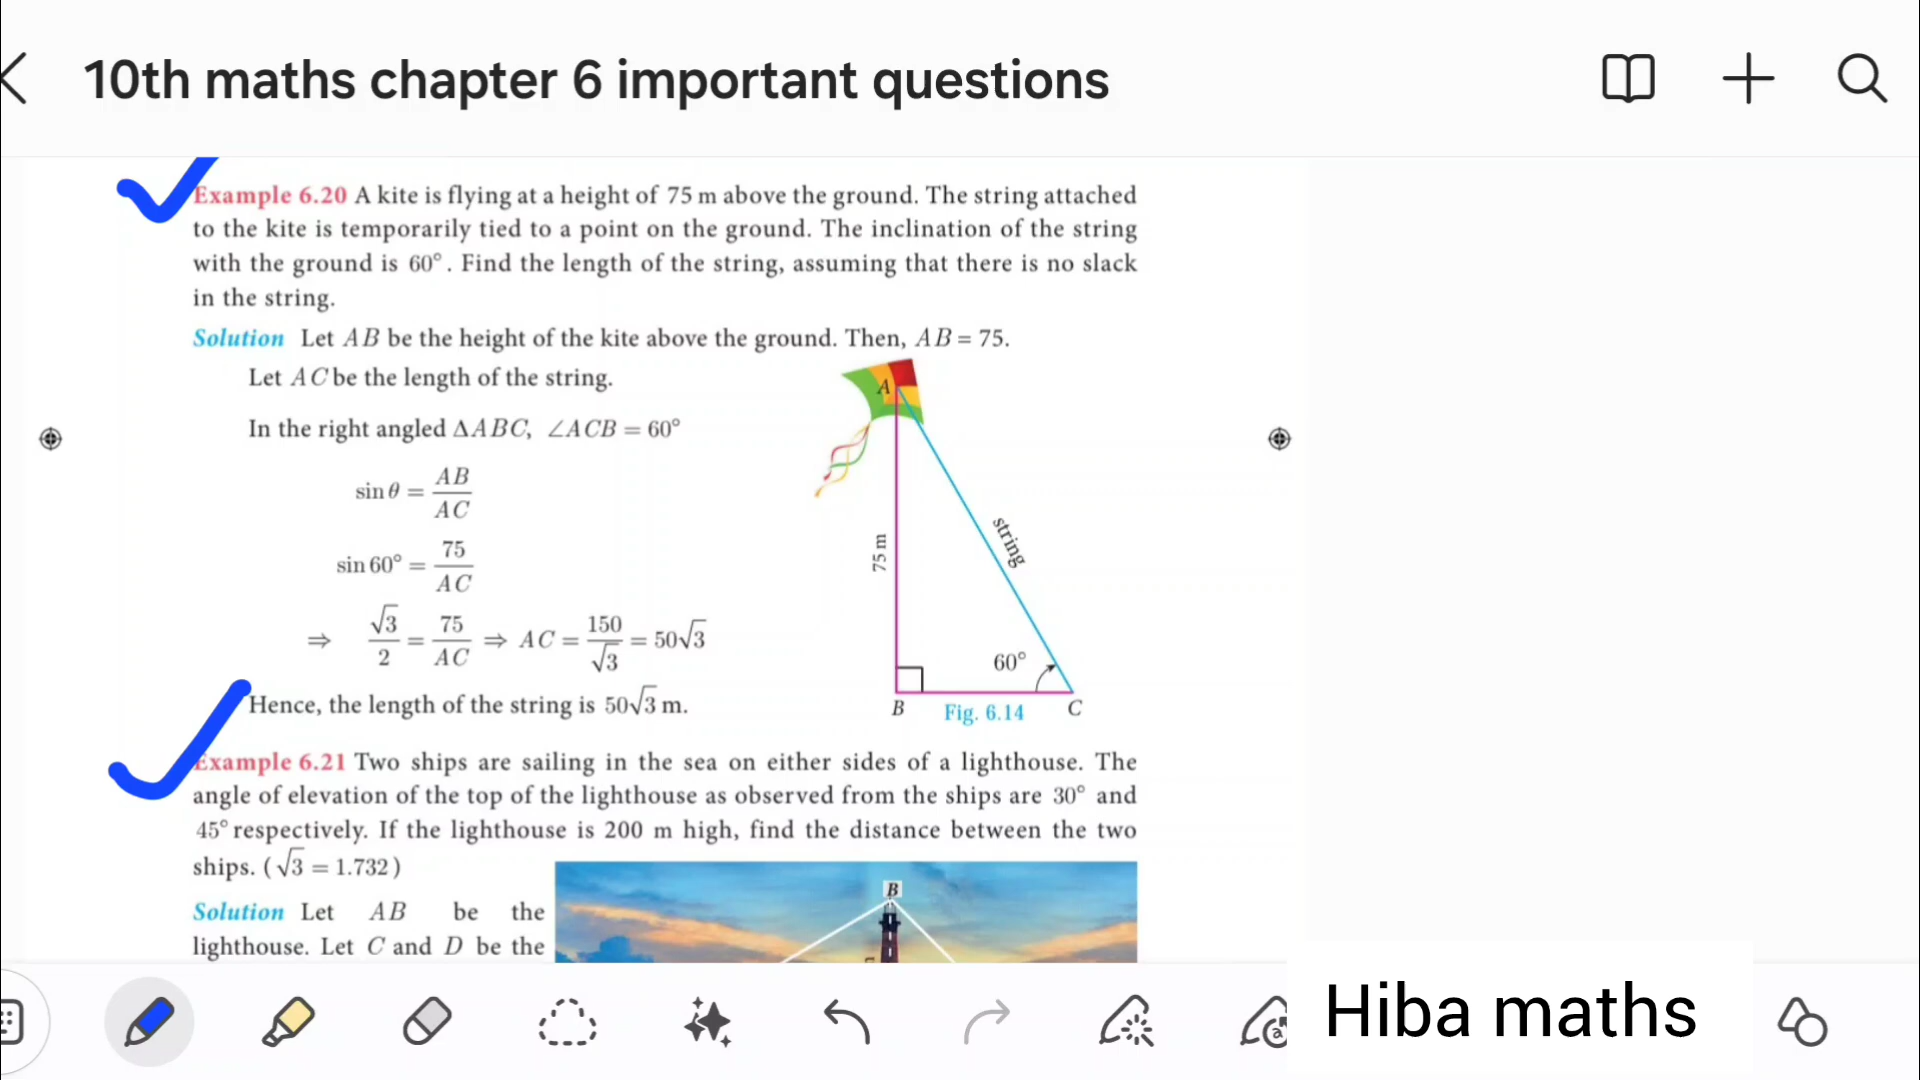 10th maths chapter 6 important questions
Example 6.20 A kite is flying at a height of 75 m above the ground. The string attached
to the kite is temporarily tied to a point on the ground. The inclination of the string
with the ground is 60°. Find the length of the string, assuming that there is no slack
in the string.
Solution Let AB be the height of the kite above the ground. Then, AB = 75.
Let AC be the length of the string.
In the right angled ΔABC, ∠ACB = 60°
sin θ = AB/AC
sin 60° = 75/AC
⇒ √3/2 = 75/AC ⇒ AC = 150/√3 = 50√3
Hence, the length of the string is 50√3 m.
A
75 m
string
60°
B
Fig. 6.14
C
Example 6.21 Two ships are sailing in the sea on either sides of a lighthouse. The
angle of elevation of the top of the lighthouse as observed from the ships are 30° and
45° respectively. If the lighthouse is 200 m high, find the distance between the two
ships. (√3 = 1.732)
Solution Let AB be the
lighthouse. Let C and D be the
B
Hiba maths